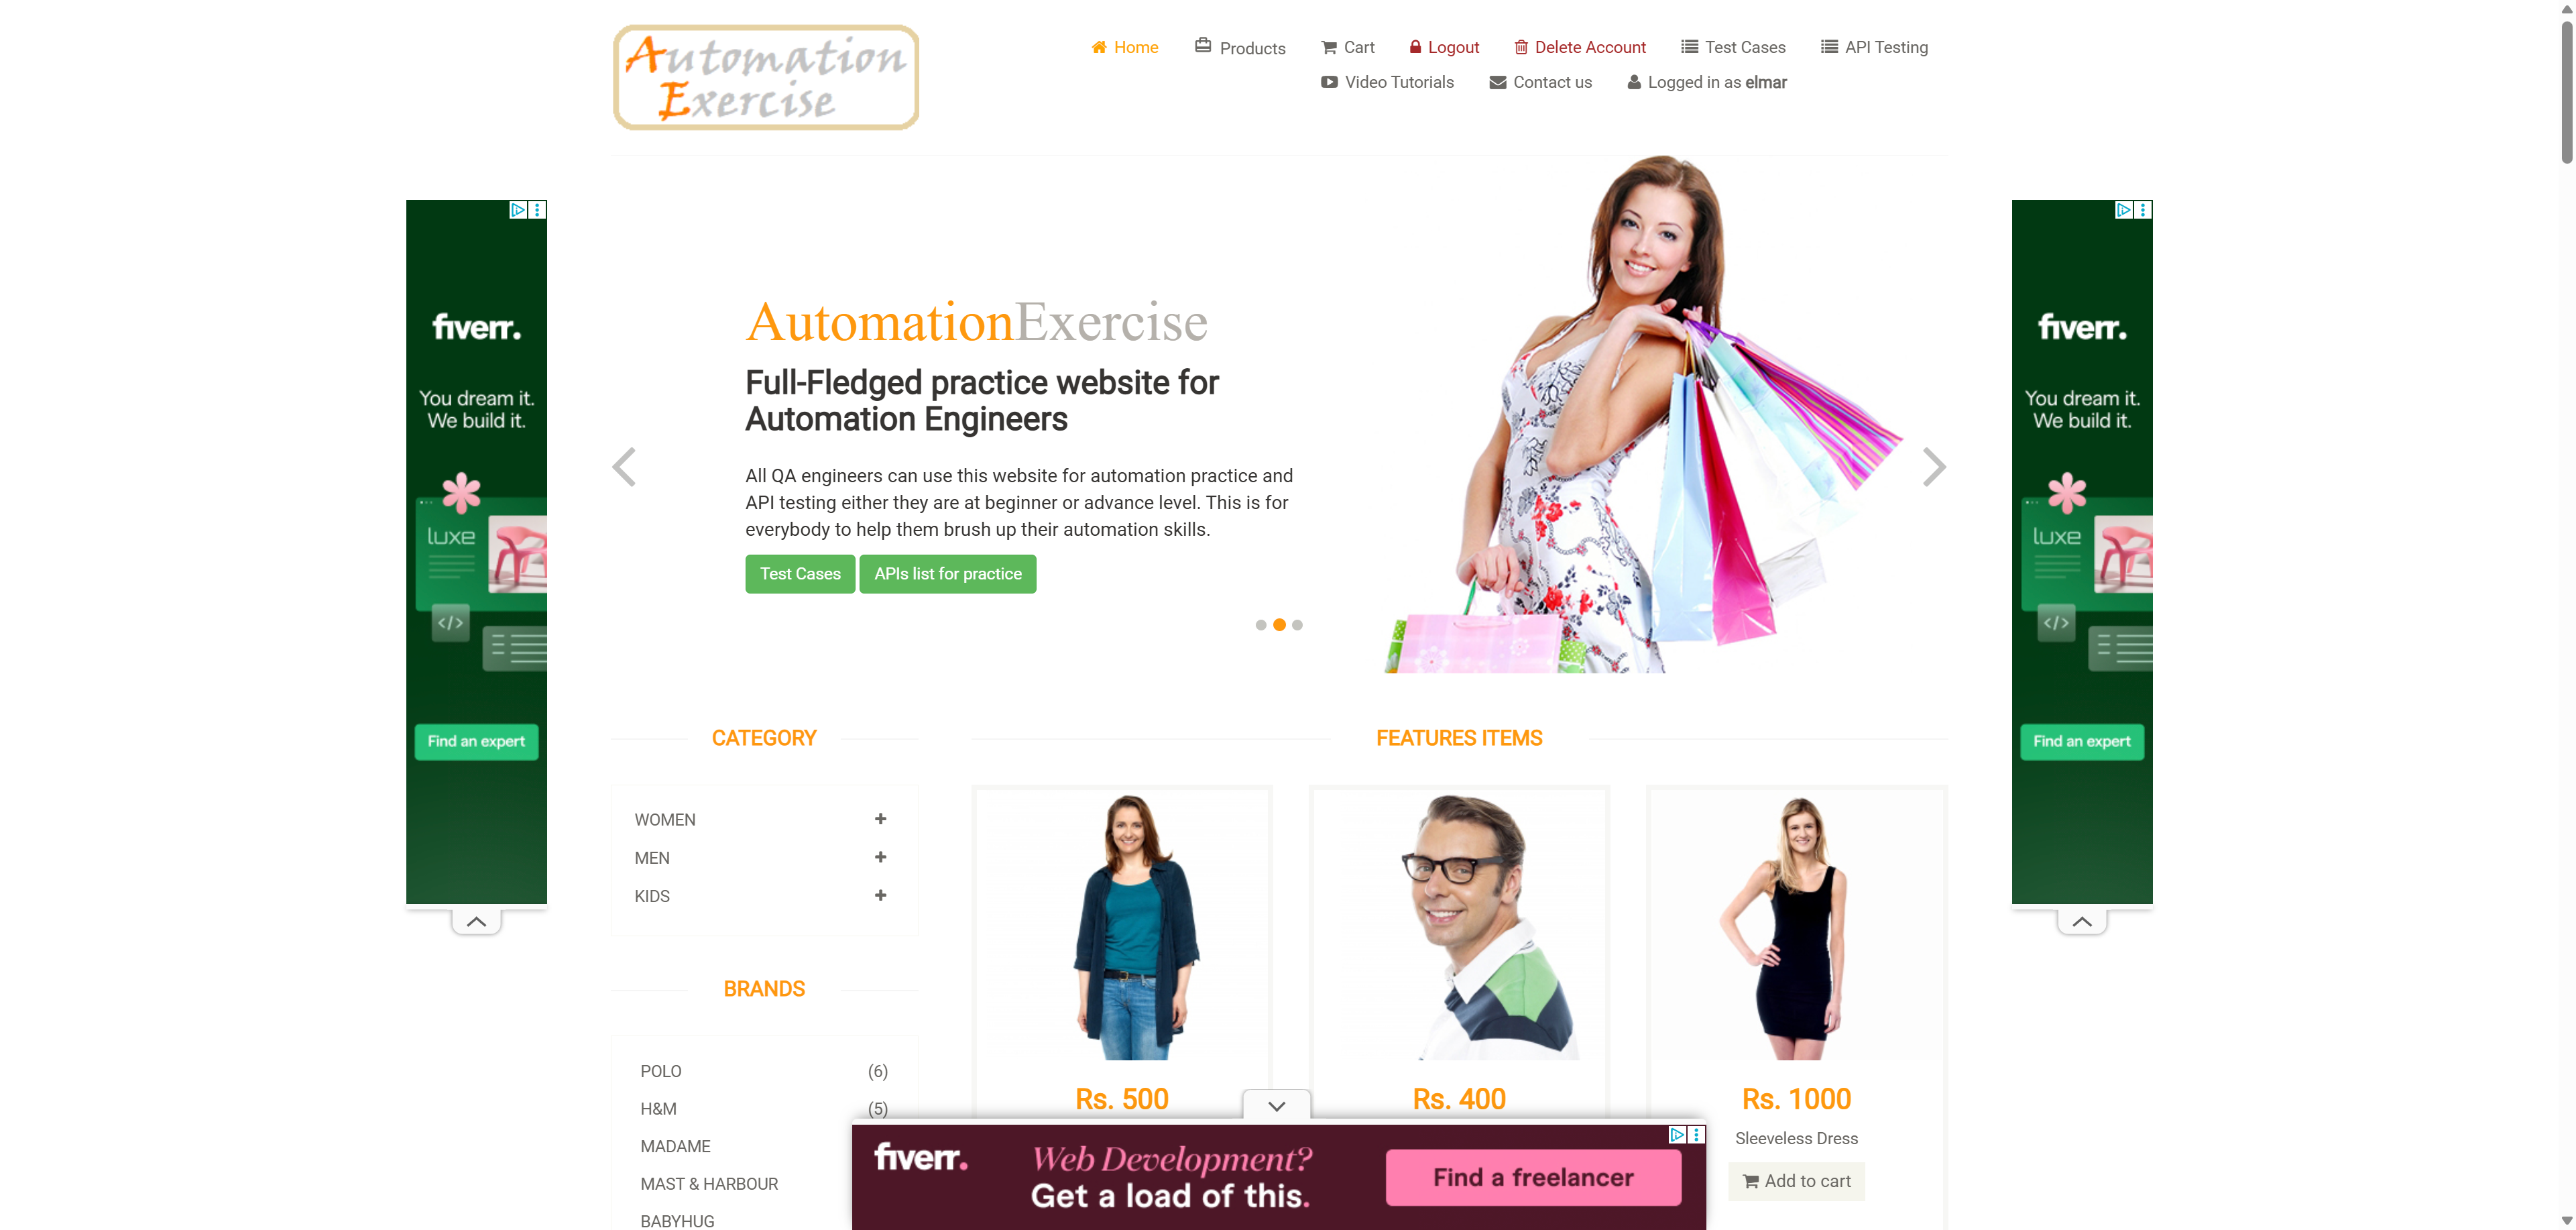 Automation
Exercise
Home
Products
Cart
Logout
Delete Account
Test Cases
API Testing
Video Tutorials
Contact us
Logged in as elmar
fiverr.
You dream it.
We build it.
luxe
</>
Find an expert
AutomationExercise
Full-Fledged practice website for
Automation Engineers
All QA engineers can use this website for automation practice and
API testing either they are at beginner or advance level. This is for
everybody to help them brush up their automation skills.
Test Cases
APIs list for practice
fiverr.
You dream it.
We build it.
luxe
</>
Find an expert
CATEGORY
WOMEN
MEN
KIDS
BRANDS
POLO (6)
H&M (5)
MADAME
MAST & HARBOUR
BABYHUG
FEATURES ITEMS
Rs. 500
Rs. 400
Rs. 1000
Sleeveless Dress
Add to cart
fiverr.
Web Development?
Get a load of this.
Find a freelancer